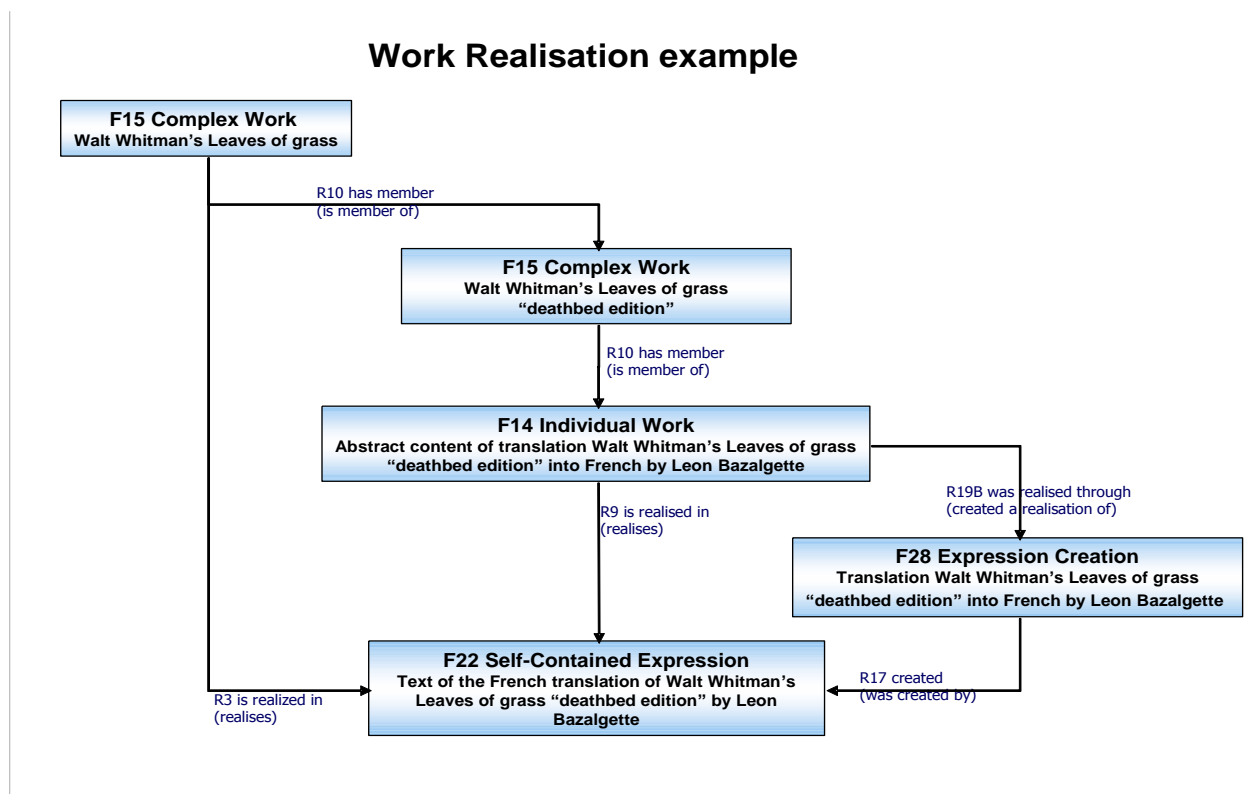 Work Realisation example
F15 Complex Work
Walt Whitman’s Leaves of grass
R10 has member
(is member of)
F15 Complex Work
Walt Whitman’s Leaves of grass
“deathbed edition”
R10 has member
(is member of)
F14 Individual Work
Abstract content of translation Walt Whitman’s Leaves of grass
“deathbed edition” into French by Leon Bazalgette
R19B was realised through
(created a realisation of)
R9 is realised in
(realises)
F28 Expression Creation
Translation Walt Whitman’s Leaves of grass
“deathbed edition” into French by Leon Bazalgette
F22 Self-Contained Expression
Text of the French translation of Walt Whitman’s
Leaves of grass “deathbed edition” by Leon
Bazalgette
R17 created
(was created by)
R3 is realized in
(realises)